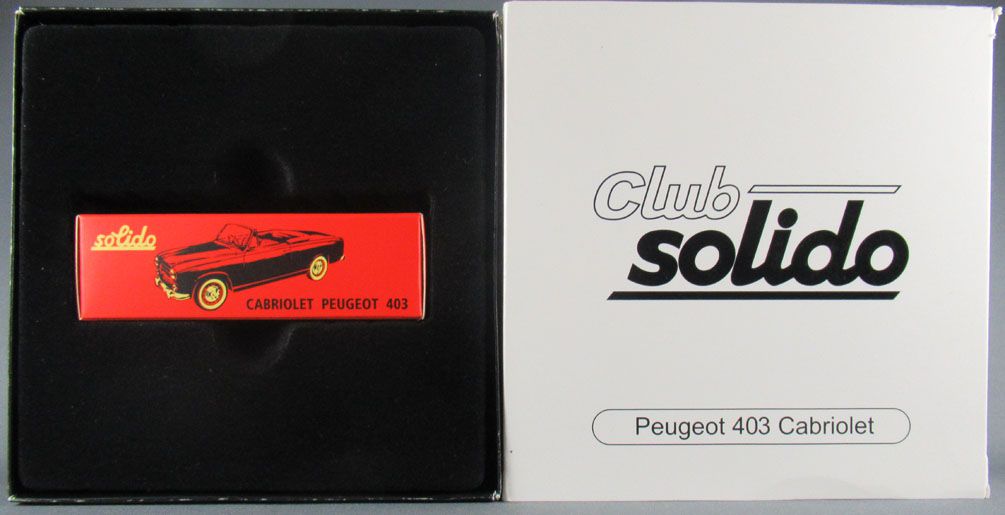 solido
CABRIOLET PEUGEOT 403
Club
solido
Peugeot 403 Cabriolet